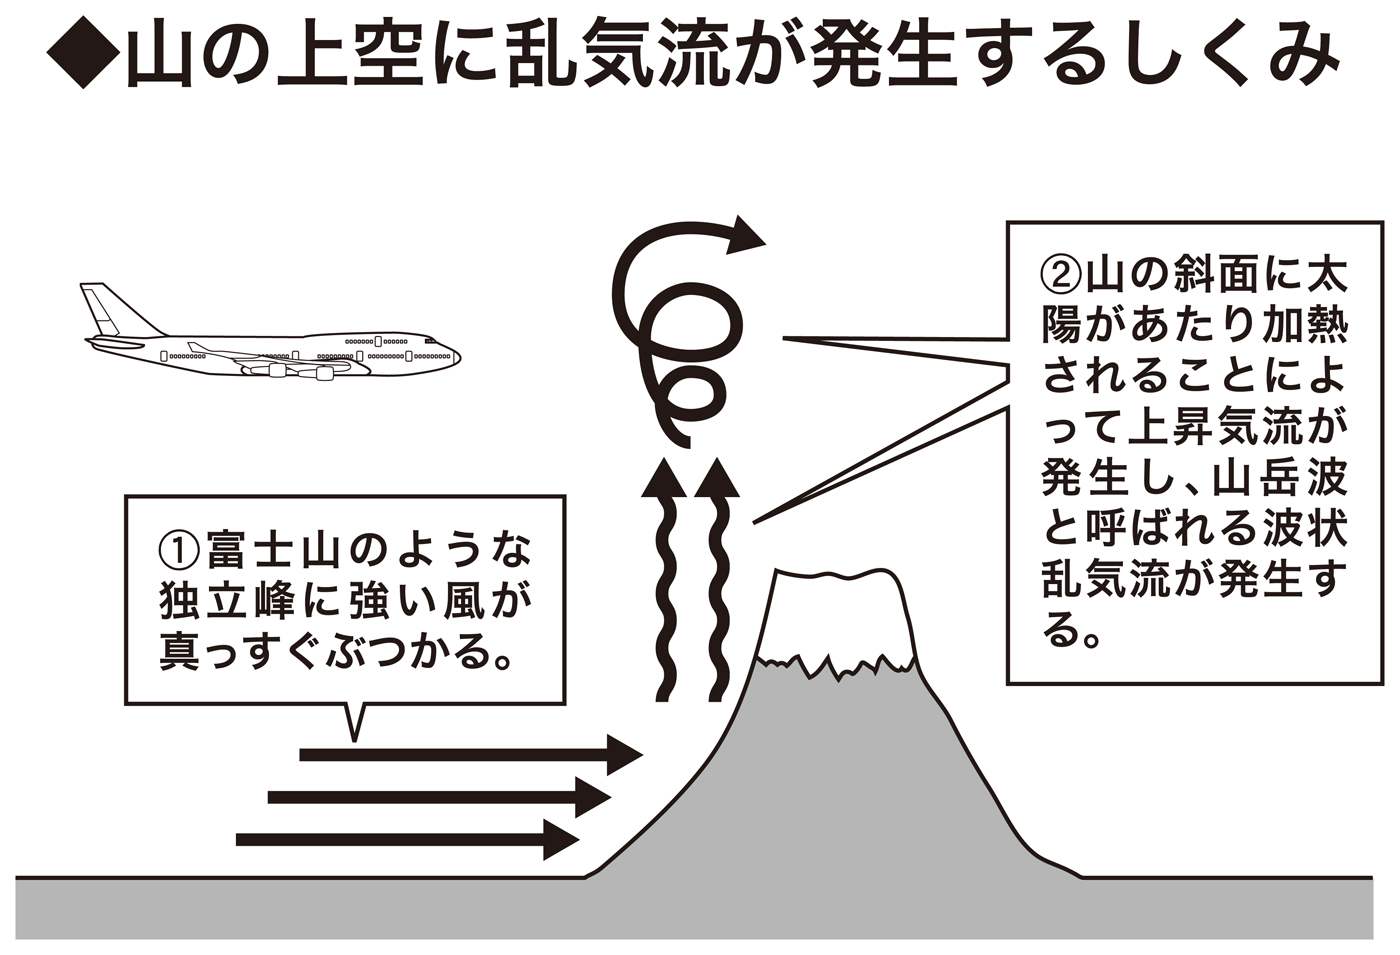 ◆山の上空に乱気流が発生するしくみ
①富士山のような
独立峰に強い風が
真っすぐぶつかる。
②山の斜面に太
陽があたり加熱
されることによ
って上昇気流が
発生し、山岳波
と呼ばれる波状
乱気流が発生す
る。